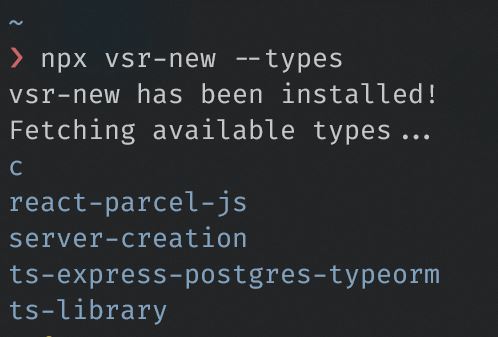 ~
❯ npx vsr-new --types
vsr-new has been installed!
Fetching available types...
c
react-parcel-js
server-creation
ts-express-postgres-typeorm
ts-library